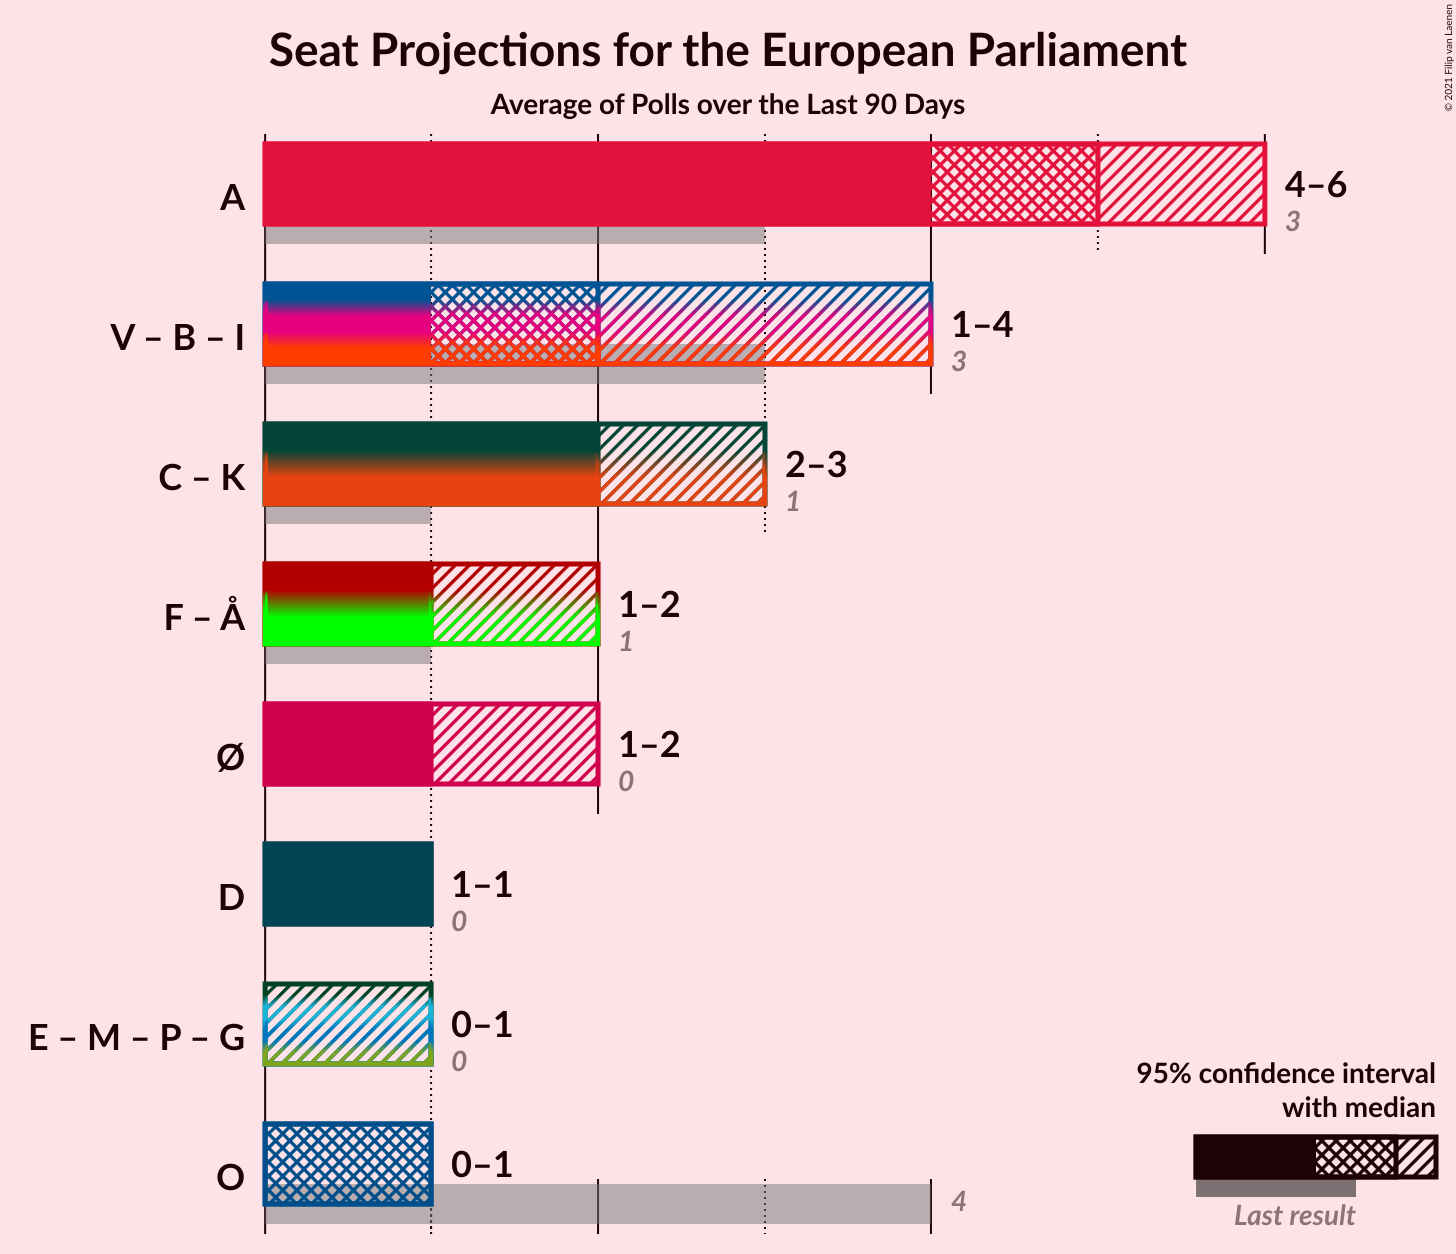 Seat Projections for the European Parliament
Average of Polls over the Last 90 Days
© 2021 Filip van Laenen
A
4–6
3
V – B – I
1–4
3
C – K
2–3
1
F – Å
1–2
1
Ø
1–2
0
D
1–1
0
E – M – P – G
0–1
0
O
0–1
4
95% confidence interval
with median
Last result